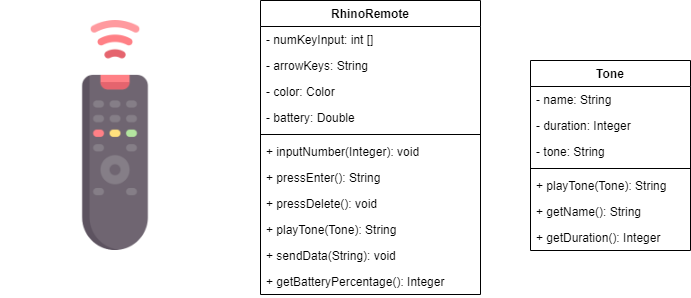 RhinoRemote
- numKeyInput: int []
- arrowKeys: String
- color: Color
- battery: Double
+ inputNumber(Integer): void
+ pressEnter(): String
+ pressDelete(): void
+ playTone(Tone): String
+ sendData(String): void
+ getBatteryPercentage(): Integer
Tone
- name: String
- duration: Integer
- tone: String
+ playTone(Tone): String
+ getName(): String
+ getDuration(): Integer